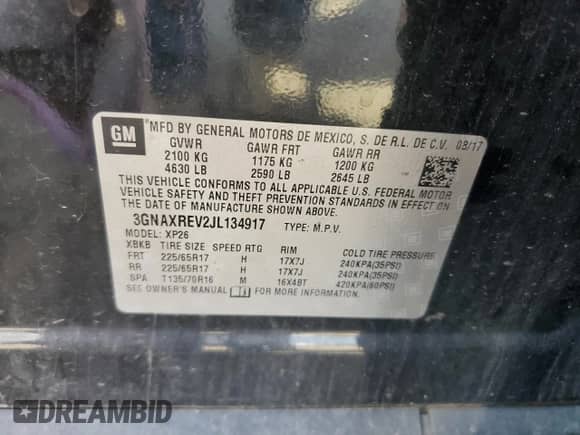 GM
MFD BY GENERAL MOTORS DE MEXICO, S. DE R.L. DE C.V. 08/17
GVWR GAWR FRT GAWR RR
2100 KG 1175 KG 1200 KG
4630 LB 2590 LB 2645 LB
THIS VEHICLE CONFORMS TO ALL APPLICABLE U.S. FEDERAL MOTOR
VEHICLE SAFETY AND THEFT PREVENTION STANDARDS IN EFFECT ON
THE DATE OF MANUFACTURE SHOWN ABOVE.
3GNAXREV2JL134917 TYPE: M.P.V.
MODEL: XP26
XBKB TIRE SIZE SPEED RTG RIM COLD TIRE PRESSURE
FRT 225/65R17 H 17X7J 240KPA(35PSI)
RR 225/65R17 H 17X7J 240KPA(35PSI)
SPA T135/70R16 M 16X4BT 420KPA(60PSI)
SEE OWNER'S MANUAL FOR MORE INFORMATION.
DREAMBID